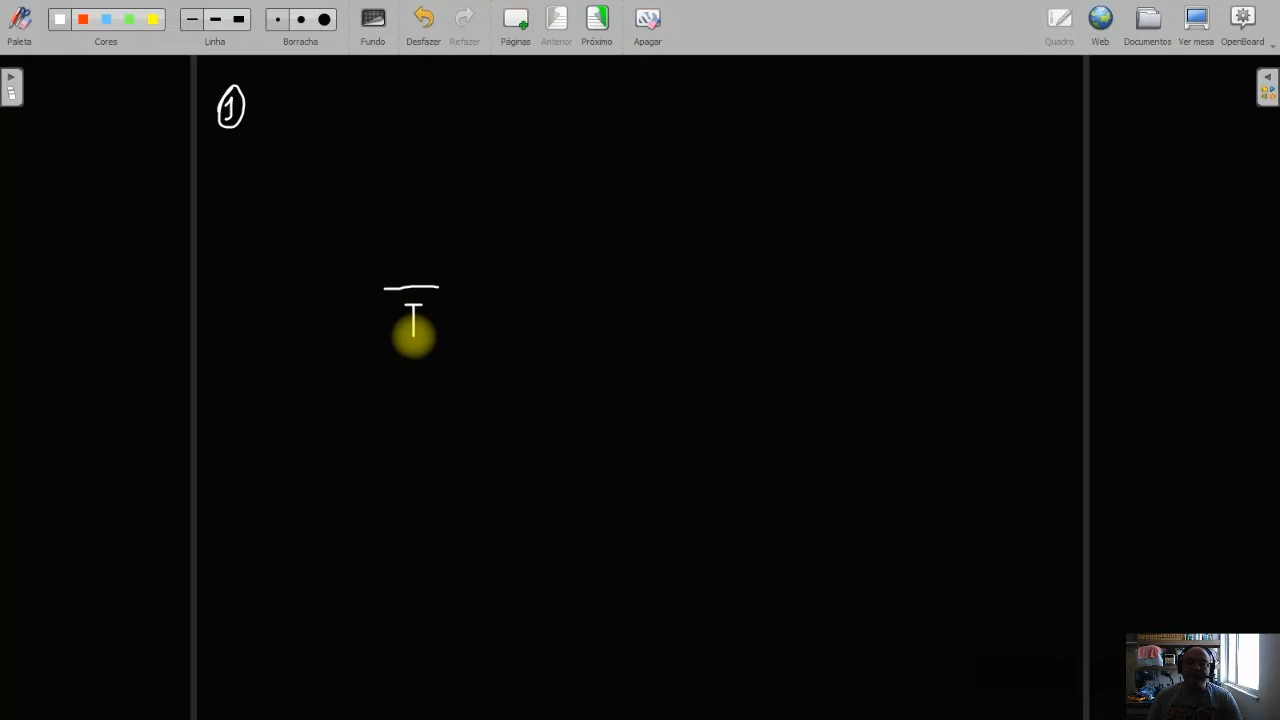 Paleta Cores Linha Borracha Fundo Desfazer Refazer Páginas Anterior Próximo Apagar Quadro Web Documentos Ver mesa OpenBoard
1
T